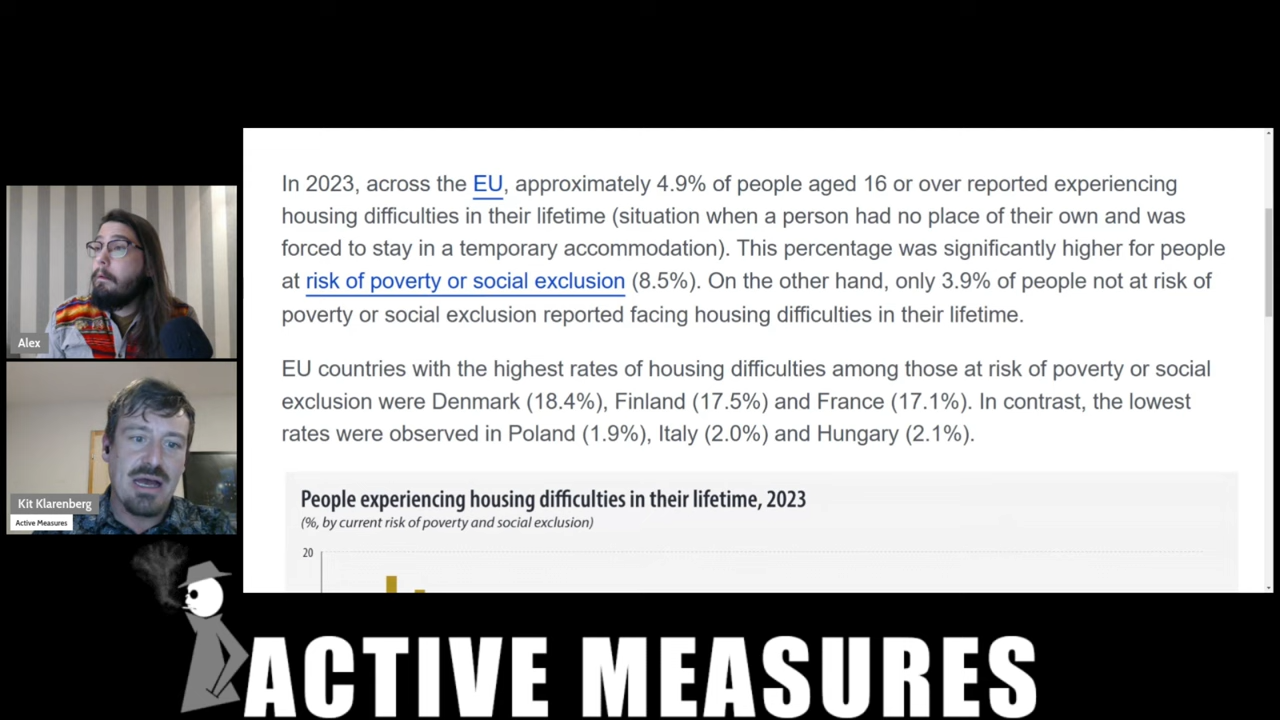 In 2023, across the EU, approximately 4.9% of people aged 16 or over reported experiencing
housing difficulties in their lifetime (situation when a person had no place of their own and was
forced to stay in a temporary accommodation). This percentage was significantly higher for people
at risk of poverty or social exclusion (8.5%). On the other hand, only 3.9% of people not at risk of
poverty or social exclusion reported facing housing difficulties in their lifetime.
EU countries with the highest rates of housing difficulties among those at risk of poverty or social
exclusion were Denmark (18.4%), Finland (17.5%) and France (17.1%). In contrast, the lowest
rates were observed in Poland (1.9%), Italy (2.0%) and Hungary (2.1%).
People experiencing housing difficulties in their lifetime, 2023
(%, by current risk of poverty and social exclusion)
20
Alex
Kit Klarenberg
Active Measures
ACTIVE MEASURES